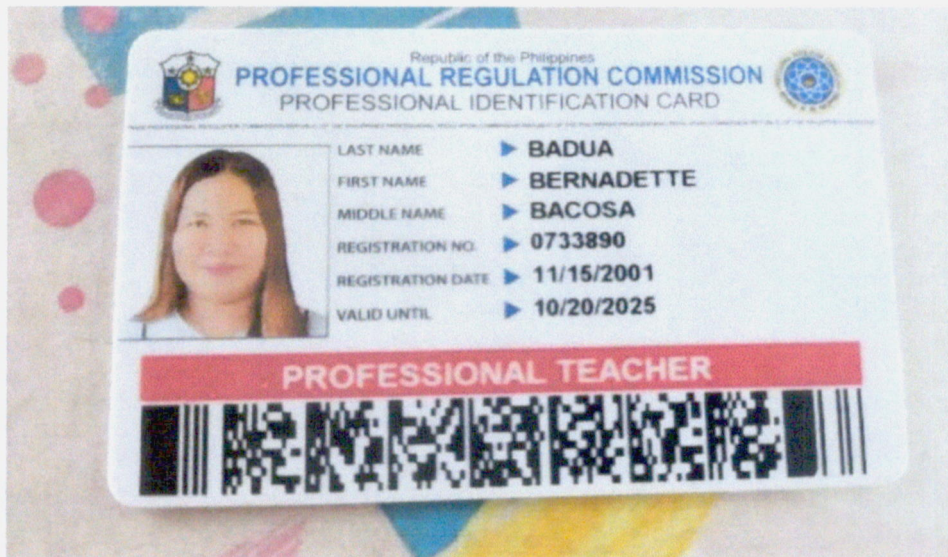 Republic of the Philippines
PROFESSIONAL REGULATION COMMISSION
PROFESSIONAL IDENTIFICATION CARD
LAST NAME ▶ BADUA
FIRST NAME ▶ BERNADETTE
MIDDLE NAME ▶ BACOSA
REGISTRATION NO. ▶ 0733890
REGISTRATION DATE ▶ 11/15/2001
VALID UNTIL ▶ 10/20/2025
PROFESSIONAL TEACHER